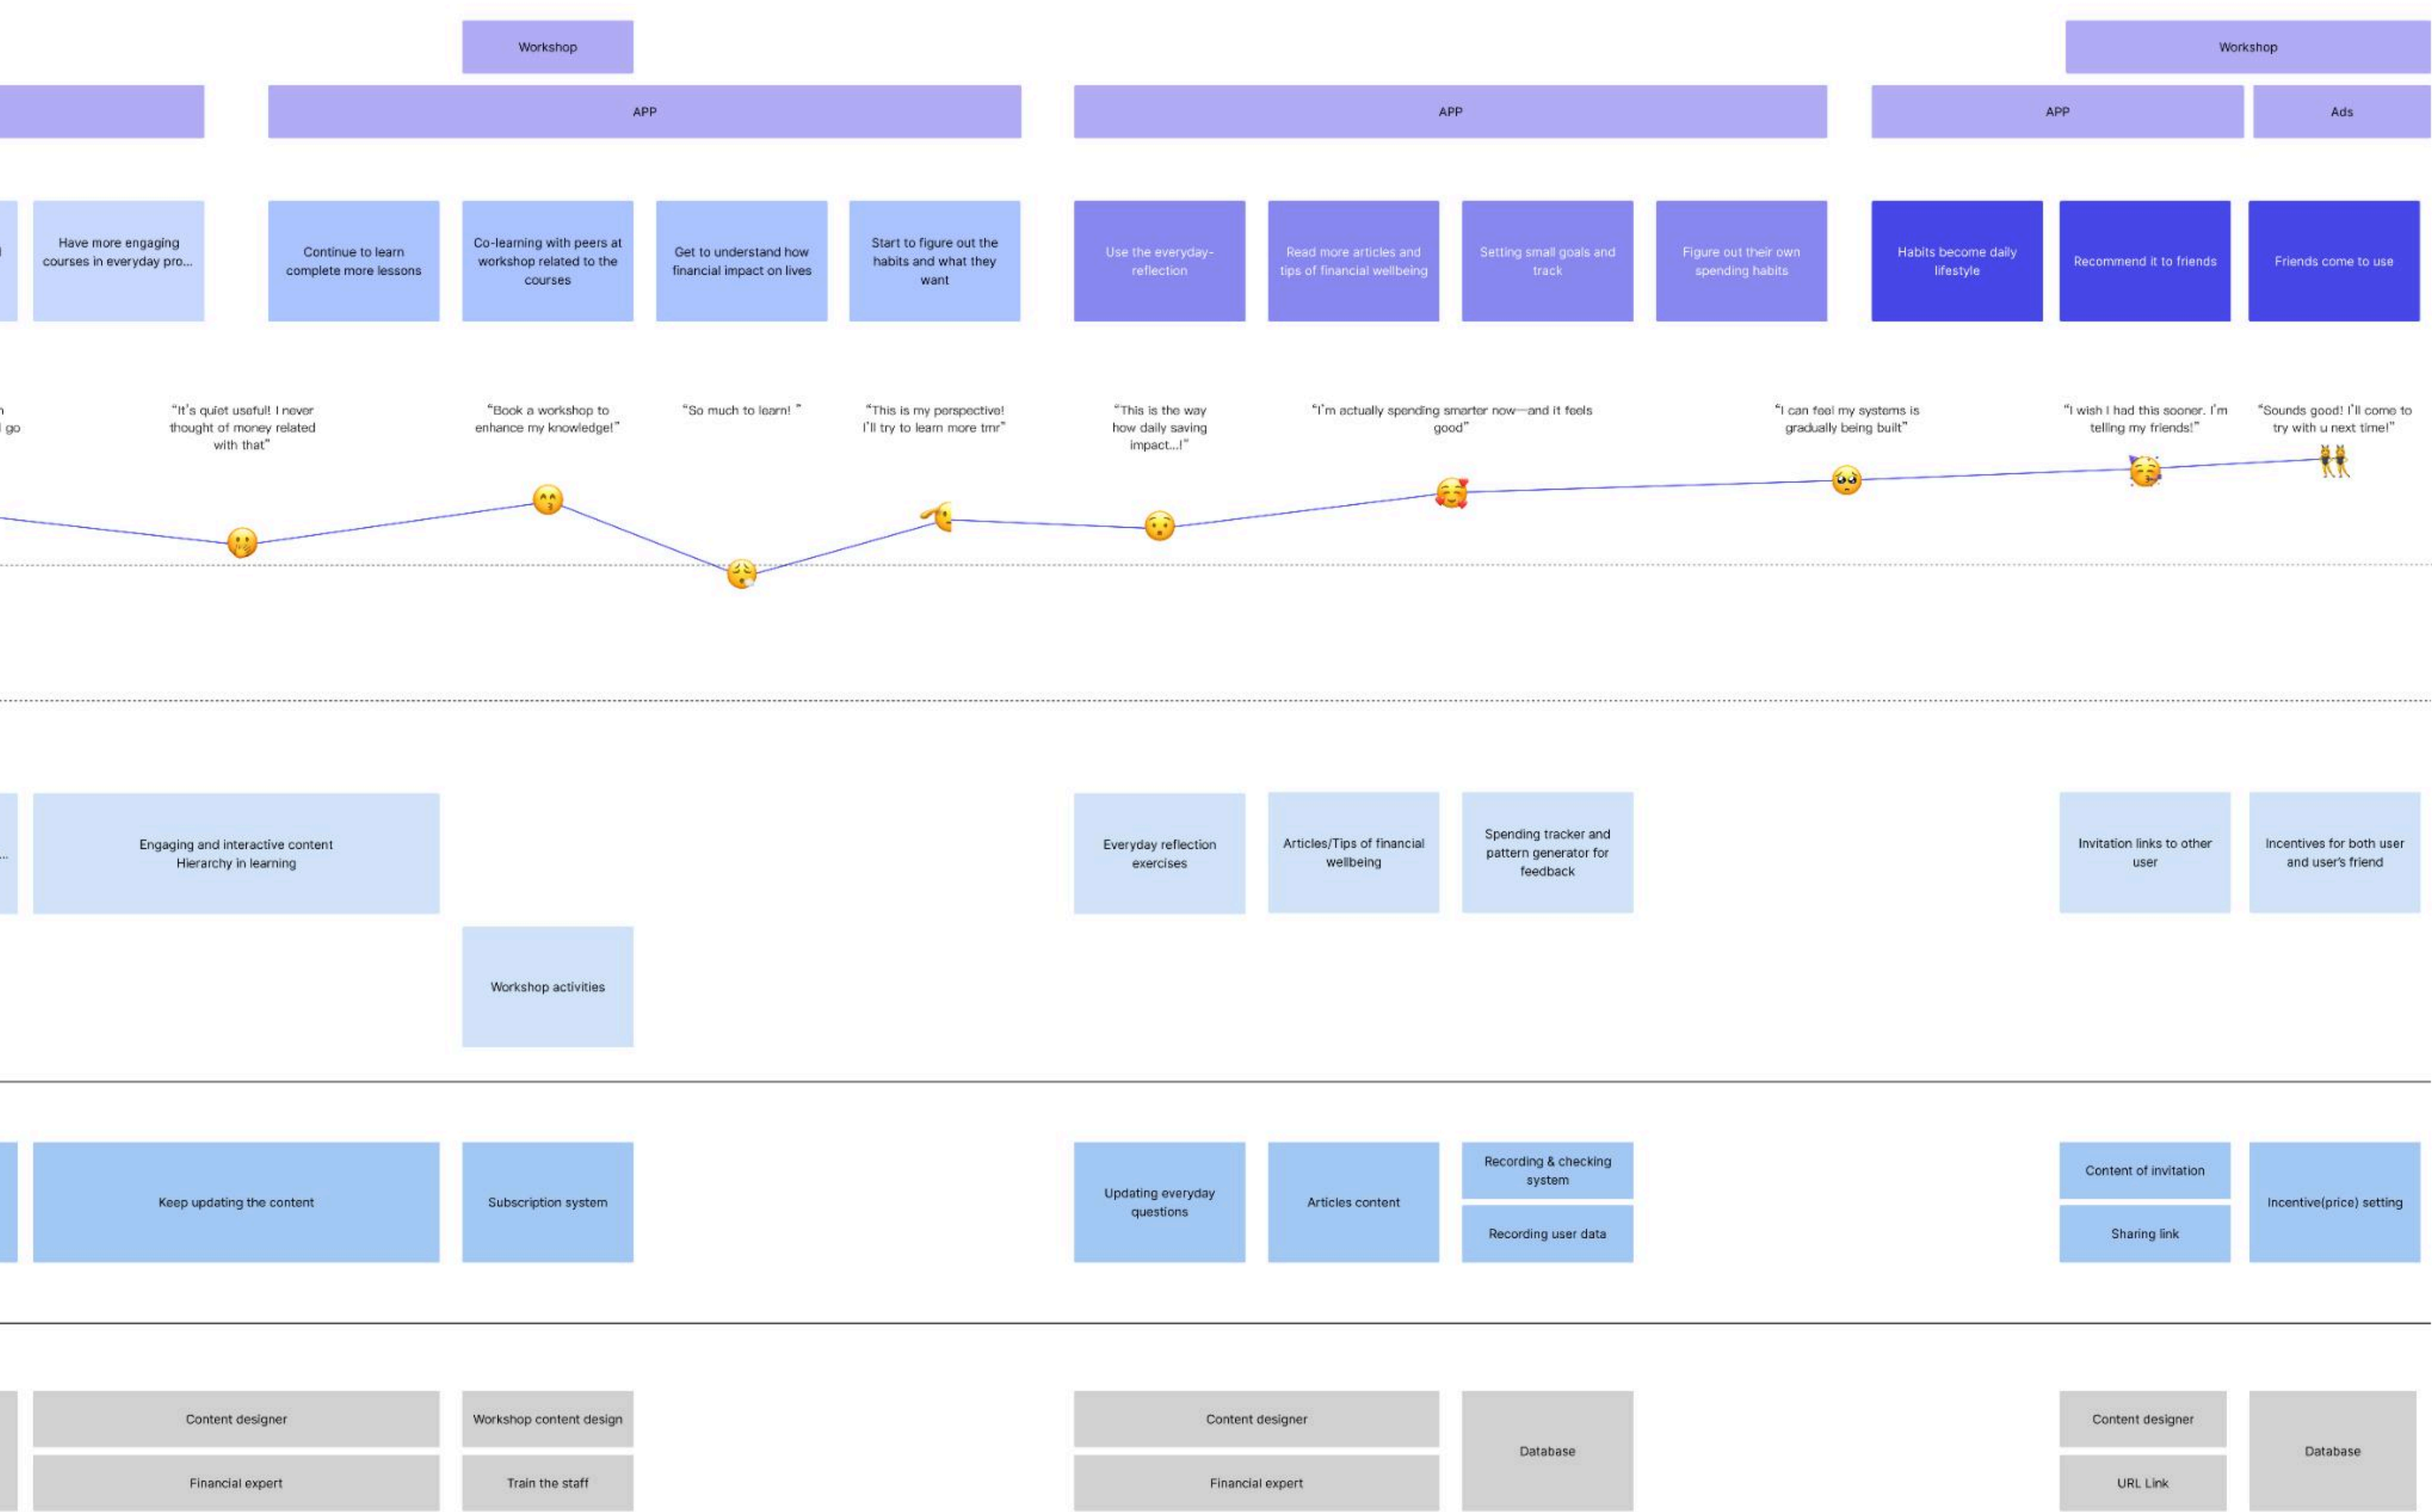 Workshop
Workshop
APP
APP
APP
Ads
Have more engaging
courses in everyday pro...
Continue to learn
complete more lessons
Co-learning with peers at
workshop related to the
courses
Get to understand how
financial impact on lives
Start to figure out the
habits and what they
want
Use the everyday-
reflection
Read more articles and
tips of financial wellbeing
Setting small goals and
track
Figure out their own
spending habits
Habits become daily
lifestyle
Recommend it to friends
Friends come to use
go
“It's quiet useful! I never
thought of money related
with that”
“Book a workshop to
enhance my knowledge!”
“So much to learn! ”
“This is my perspective!
I'll try to learn more tmr”
“This is the way
how daily saving
impact...!”
“I'm actually spending smarter now—and it feels
good”
“I can feel my systems is
gradually being built”
“I wish I had this sooner. I'm
telling my friends!”
“Sounds good! I'll come to
try with u next time!”
...
Engaging and interactive content
Hierarchy in learning
Everyday reflection
exercises
Articles/Tips of financial
wellbeing
Spending tracker and
pattern generator for
feedback
Invitation links to other
user
Incentives for both user
and user's friend
Workshop activities
Keep updating the content
Subscription system
Updating everyday
questions
Articles content
Recording & checking
system
Recording user data
Content of invitation
Sharing link
Incentive(price) setting
Content designer
Financial expert
Workshop content design
Train the staff
Content designer
Financial expert
Database
Content designer
URL Link
Database